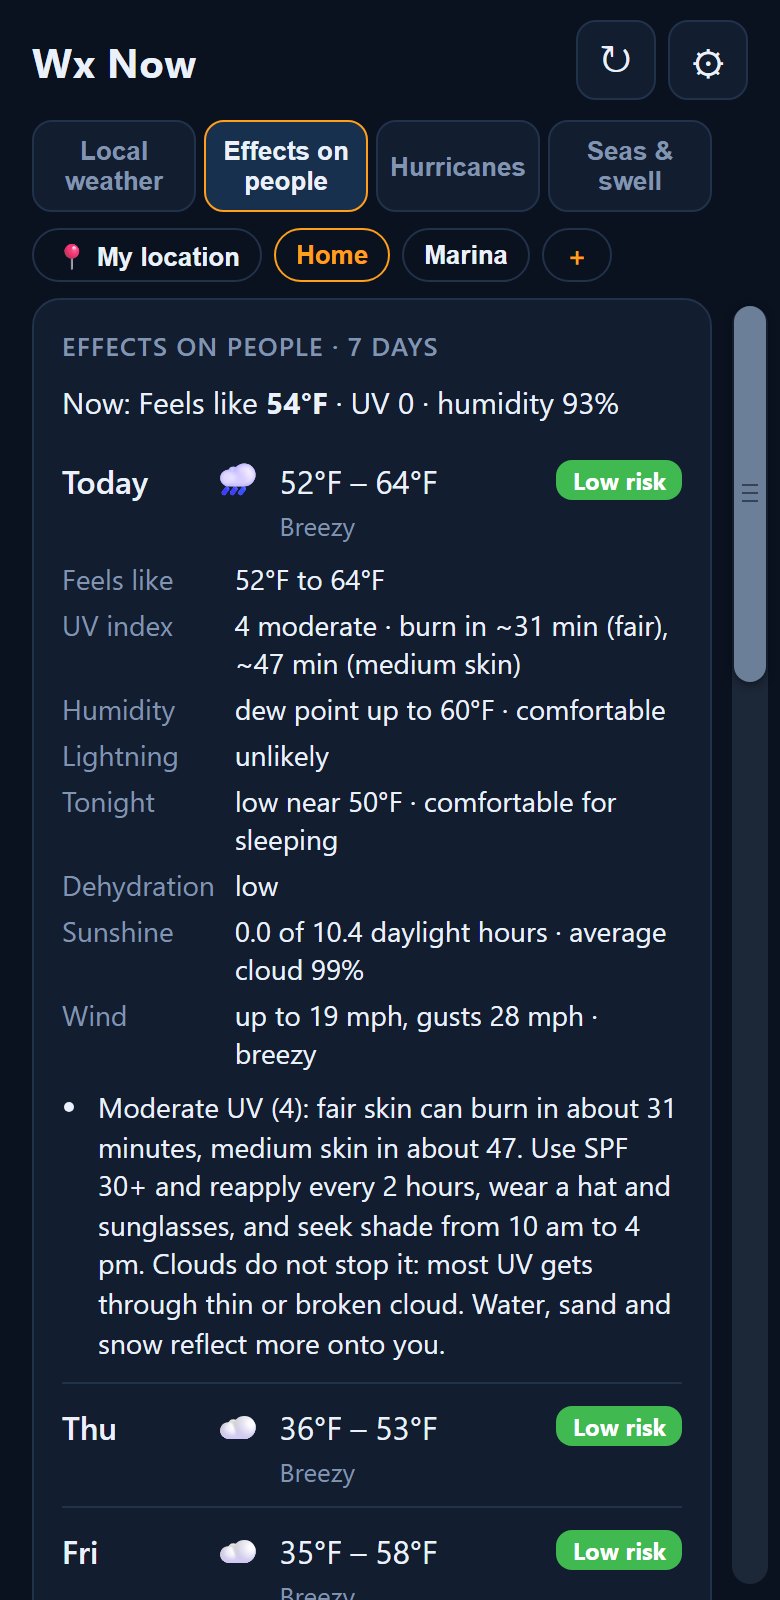 Wx Now
Local
weather
Effects on
people
Hurricanes
Seas &
swell
My location
Home
Marina
+
EFFECTS ON PEOPLE · 7 DAYS
Now: Feels like 54°F · UV 0 · humidity 93%
Today 52°F – 64°F Low risk
Breezy
Feels like 52°F to 64°F
UV index 4 moderate · burn in ~31 min (fair),
~47 min (medium skin)
Humidity dew point up to 60°F · comfortable
Lightning unlikely
Tonight low near 50°F · comfortable for
sleeping
Dehydration low
Sunshine 0.0 of 10.4 daylight hours · average
cloud 99%
Wind up to 19 mph, gusts 28 mph ·
breezy
• Moderate UV (4): fair skin can burn in about 31
minutes, medium skin in about 47. Use SPF
30+ and reapply every 2 hours, wear a hat and
sunglasses, and seek shade from 10 am to 4
pm. Clouds do not stop it: most UV gets
through thin or broken cloud. Water, sand and
snow reflect more onto you.
Thu 36°F – 53°F Low risk
Breezy
Fri 35°F – 58°F Low risk
Breezy